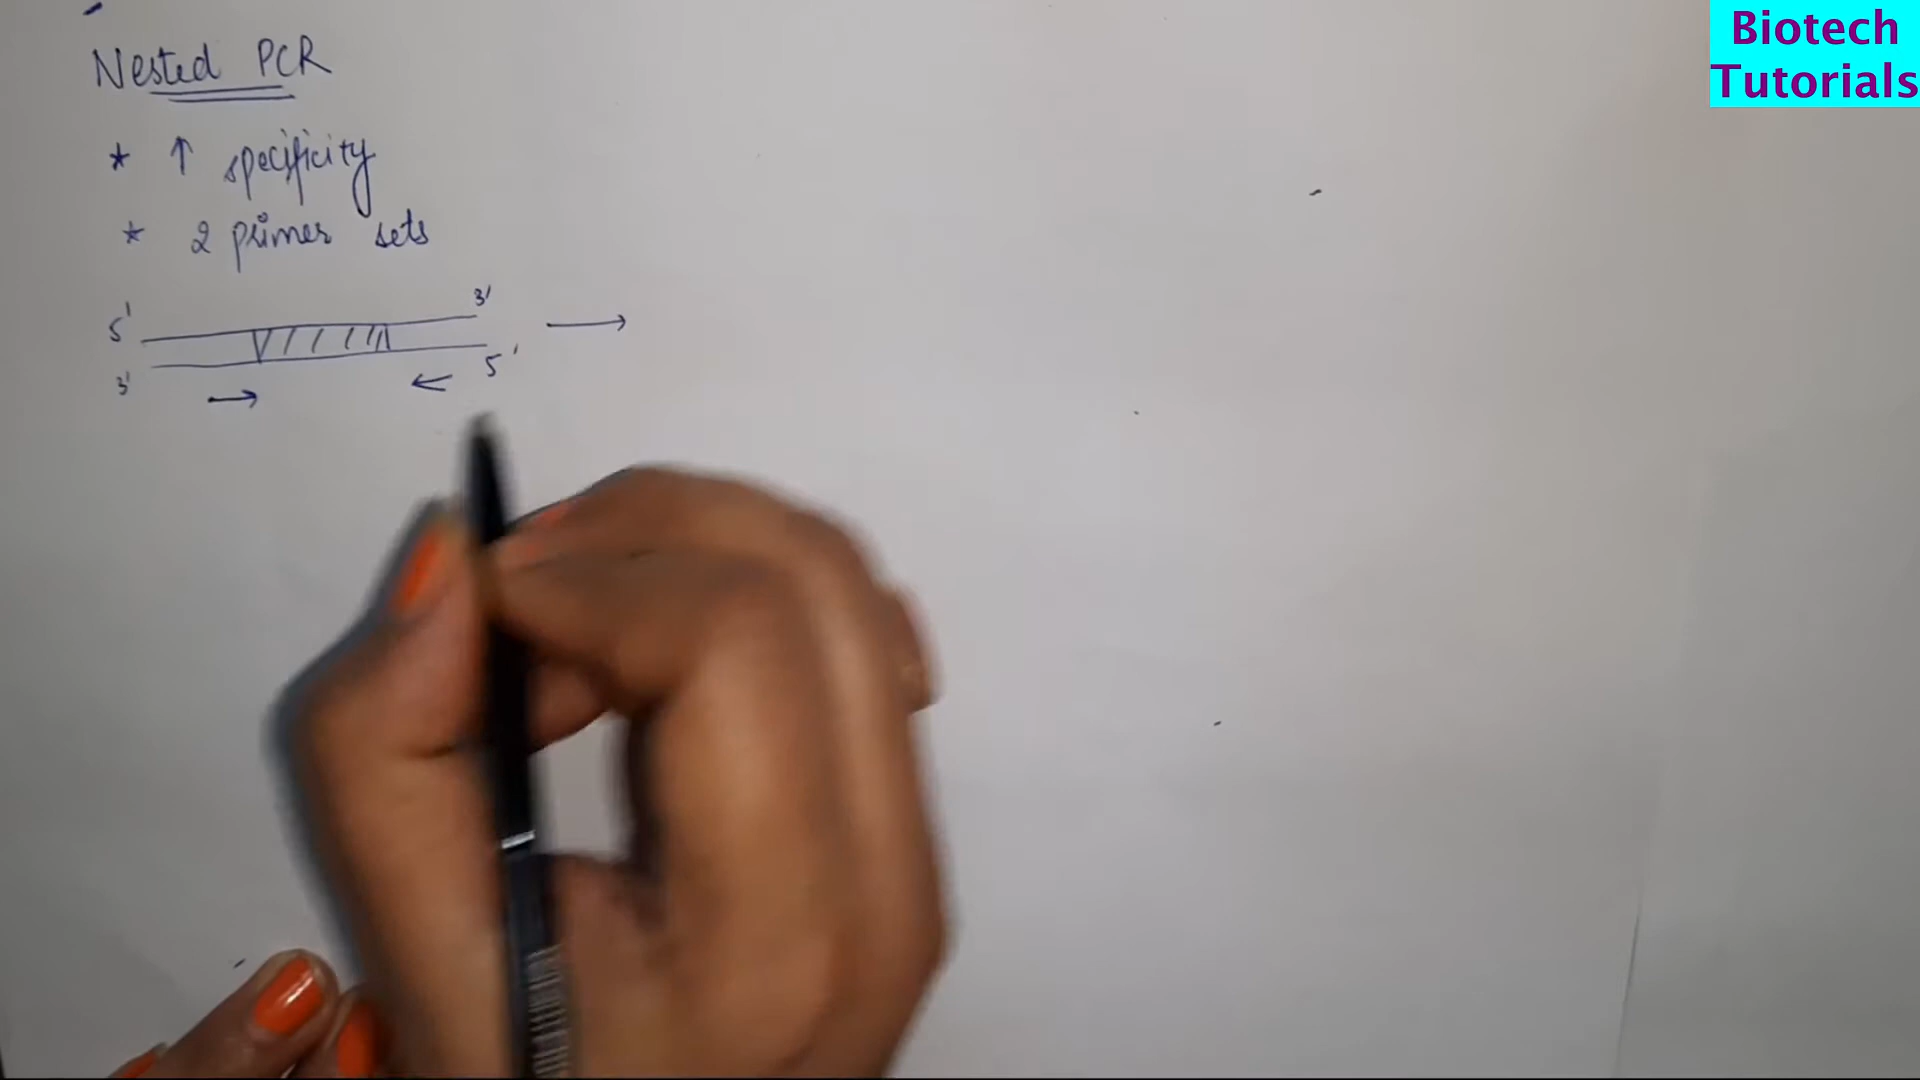 Biotech
Tutorials
Nested PCR
* ↑ specificity
* 2 primer sets
5' 3'
3' 5'